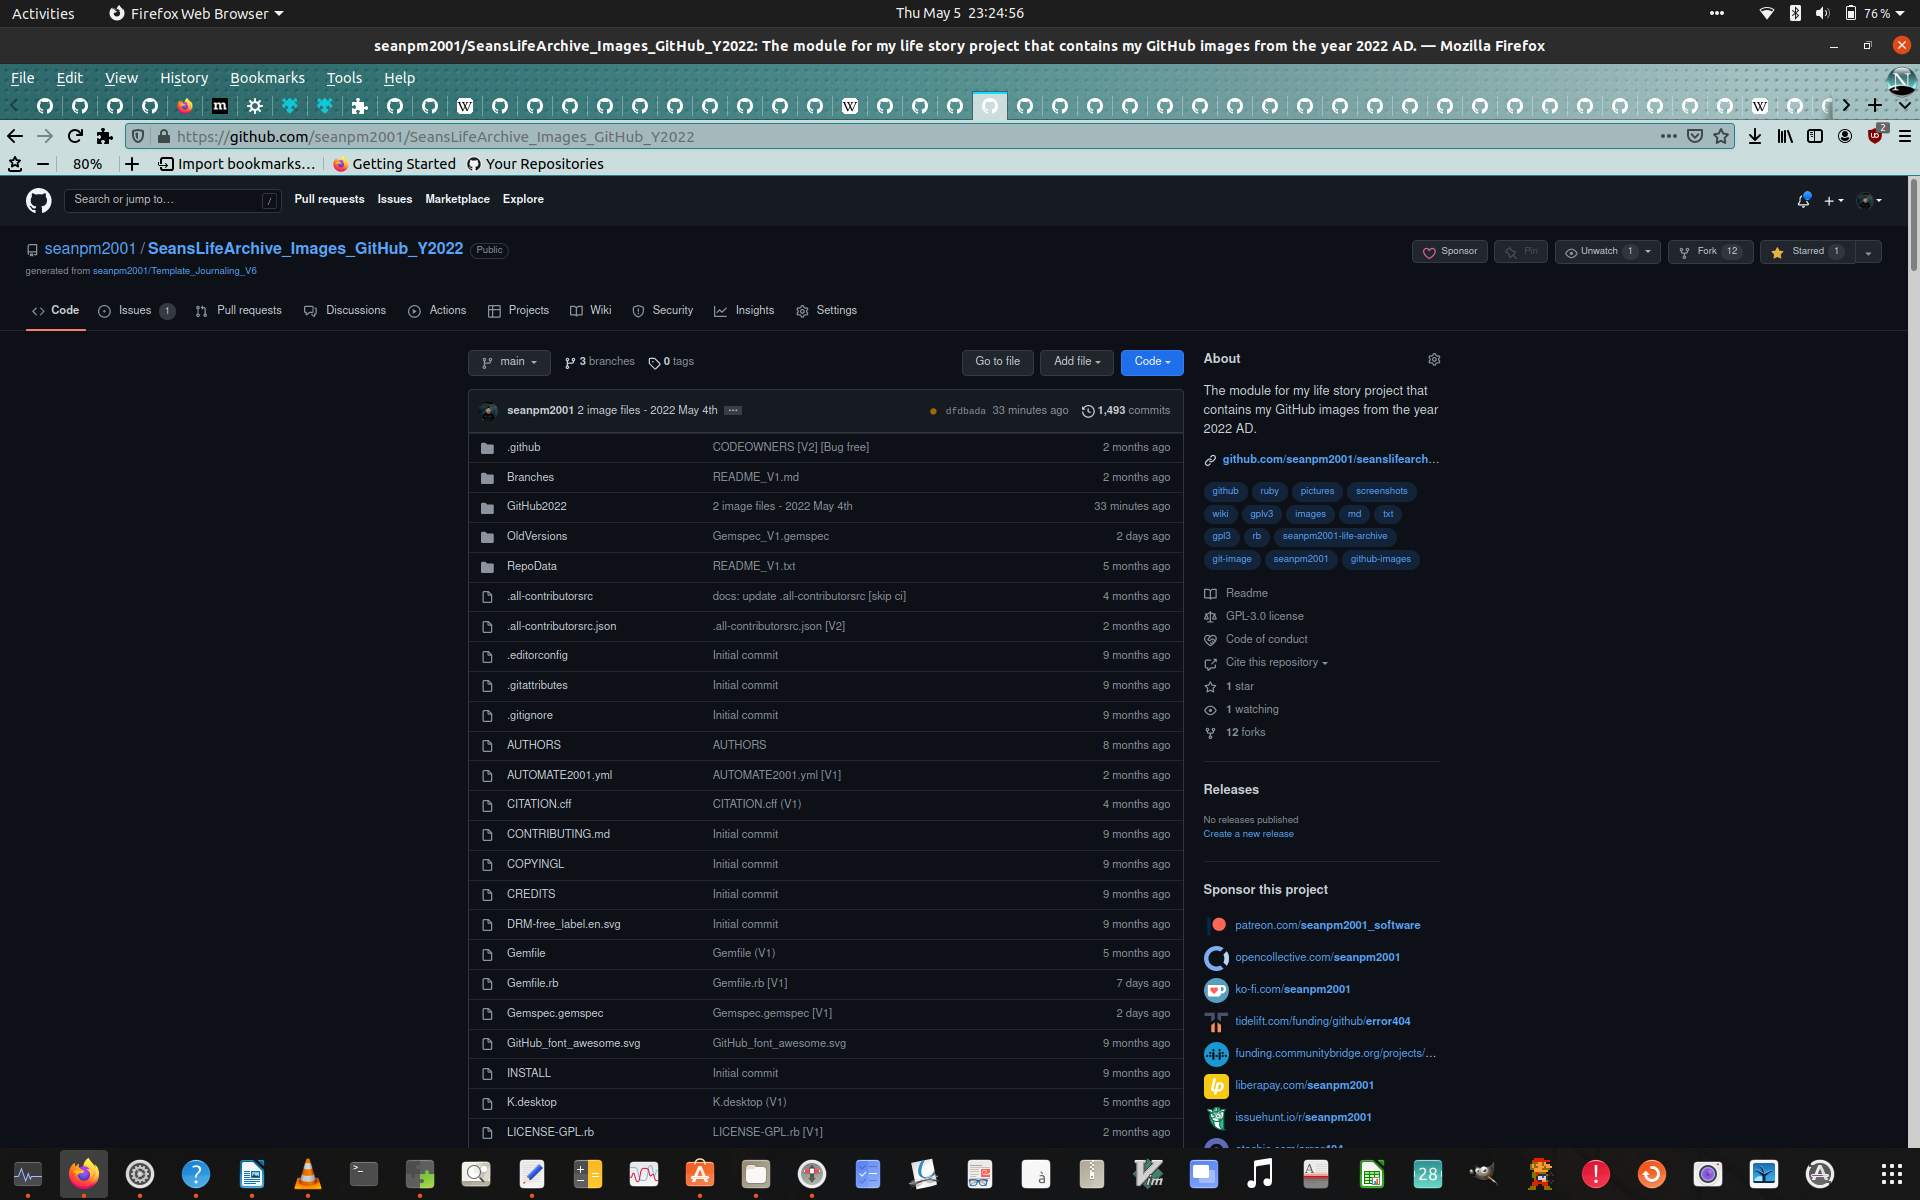 Activities Firefox Web Browser Thu May 5 23:24:56 76 %
seanpm2001/SeansLifeArchive_Images_GitHub_Y2022: The module for my life story project that contains my GitHub images from the year 2022 AD. — Mozilla Firefox
File Edit View History Bookmarks Tools Help
https://github.com/seanpm2001/SeansLifeArchive_Images_GitHub_Y2022 2
80% Import bookmarks… Getting Started Your Repositories
Search or jump to… / Pull requests Issues Marketplace Explore
seanpm2001 / SeansLifeArchive_Images_GitHub_Y2022 Public Sponsor Pin Unwatch 1 Fork 12 Starred 1
generated from seanpm2001/Template_Journaling_V6
Code Issues 1 Pull requests Discussions Actions Projects Wiki Security Insights Settings
main 3 branches 0 tags Go to file Add file Code
seanpm2001 2 image files - 2022 May 4th dfdbada 33 minutes ago 1,493 commits
.github CODEOWNERS [V2] [Bug free] 2 months ago
Branches README_V1.md 2 months ago
GitHub2022 2 image files - 2022 May 4th 33 minutes ago
OldVersions Gemspec_V1.gemspec 2 days ago
RepoData README_V1.txt 5 months ago
.all-contributorsrc docs: update .all-contributorsrc [skip ci] 4 months ago
.all-contributorsrc.json .all-contributorsrc.json [V2] 2 months ago
.editorconfig Initial commit 9 months ago
.gitattributes Initial commit 9 months ago
.gitignore Initial commit 9 months ago
AUTHORS AUTHORS 8 months ago
AUTOMATE2001.yml AUTOMATE2001.yml [V1] 2 months ago
CITATION.cff CITATION.cff (V1) 4 months ago
CONTRIBUTING.md Initial commit 9 months ago
COPYINGL Initial commit 9 months ago
CREDITS Initial commit 9 months ago
DRM-free_label.en.svg Initial commit 9 months ago
Gemfile Gemfile (V1) 5 months ago
Gemfile.rb Gemfile.rb [V1] 7 days ago
Gemspec.gemspec Gemspec.gemspec [V1] 2 days ago
GitHub_font_awesome.svg GitHub_font_awesome.svg 9 months ago
INSTALL Initial commit 9 months ago
K.desktop K.desktop (V1) 5 months ago
LICENSE-GPL.rb LICENSE-GPL.rb [V1] 2 months ago
About
The module for my life story project that
contains my GitHub images from the year
2022 AD.
github.com/seanpm2001/seanslifearch…
github ruby pictures screenshots
wiki gplv3 images md txt
gpl3 rb seanpm2001-life-archive
git-image seanpm2001 github-images
Readme
GPL-3.0 license
Code of conduct
Cite this repository
1 star
1 watching
12 forks
Releases
No releases published
Create a new release
Sponsor this project
patreon.com/seanpm2001_software
opencollective.com/seanpm2001
ko-fi.com/seanpm2001
tidelift.com/funding/github/error404
funding.communitybridge.org/projects/…
liberapay.com/seanpm2001
issuehunt.io/r/seanpm2001
28